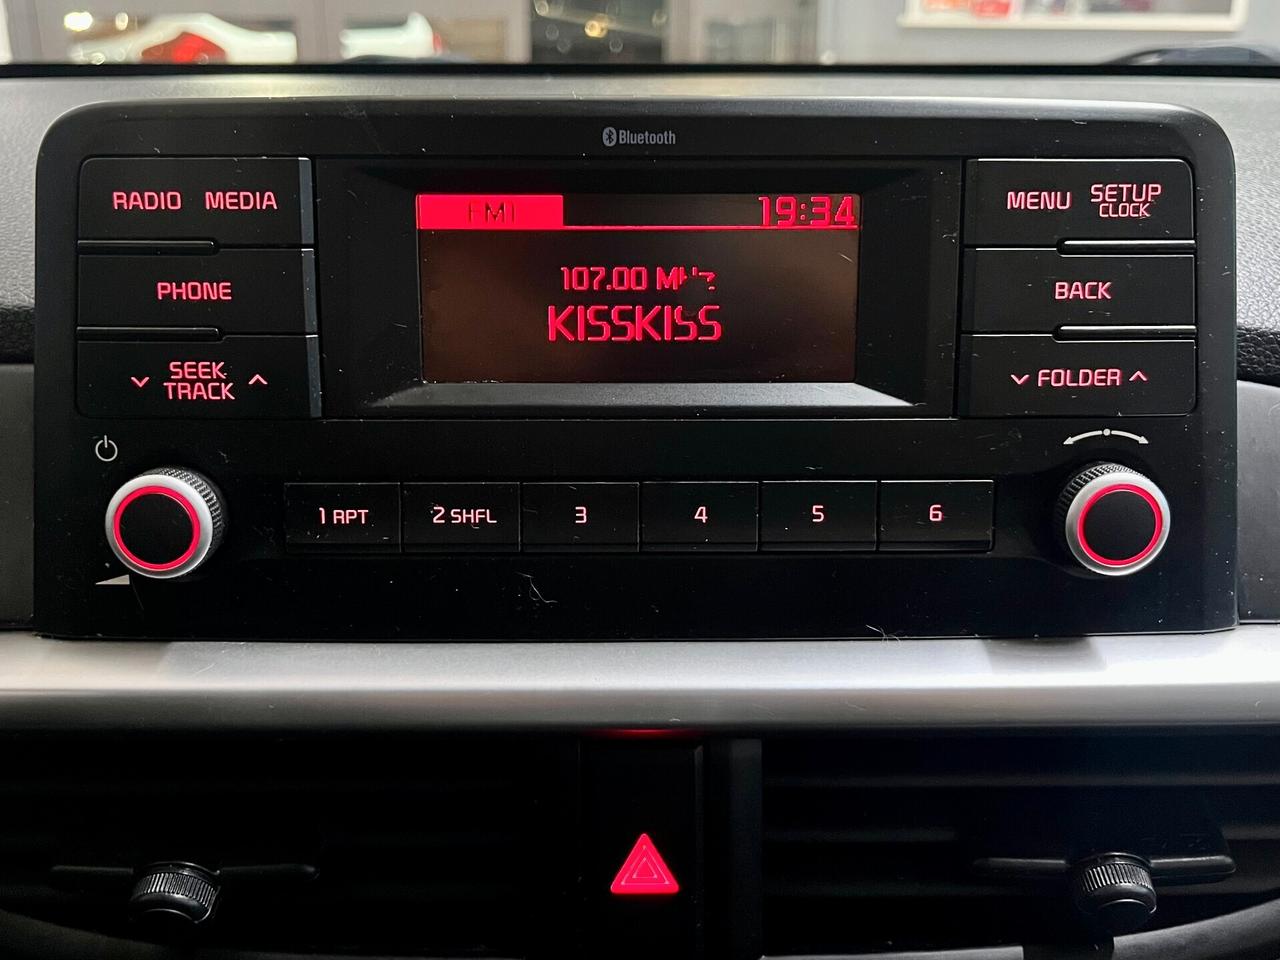 Bluetooth
RADIO MEDIA
FM1 19:34
MENU SETUP
CLOCK
PHONE
107.00 MHz
KISSKISS
BACK
SEEK
TRACK
FOLDER
1 RPT 2 SHFL 3 4 5 6